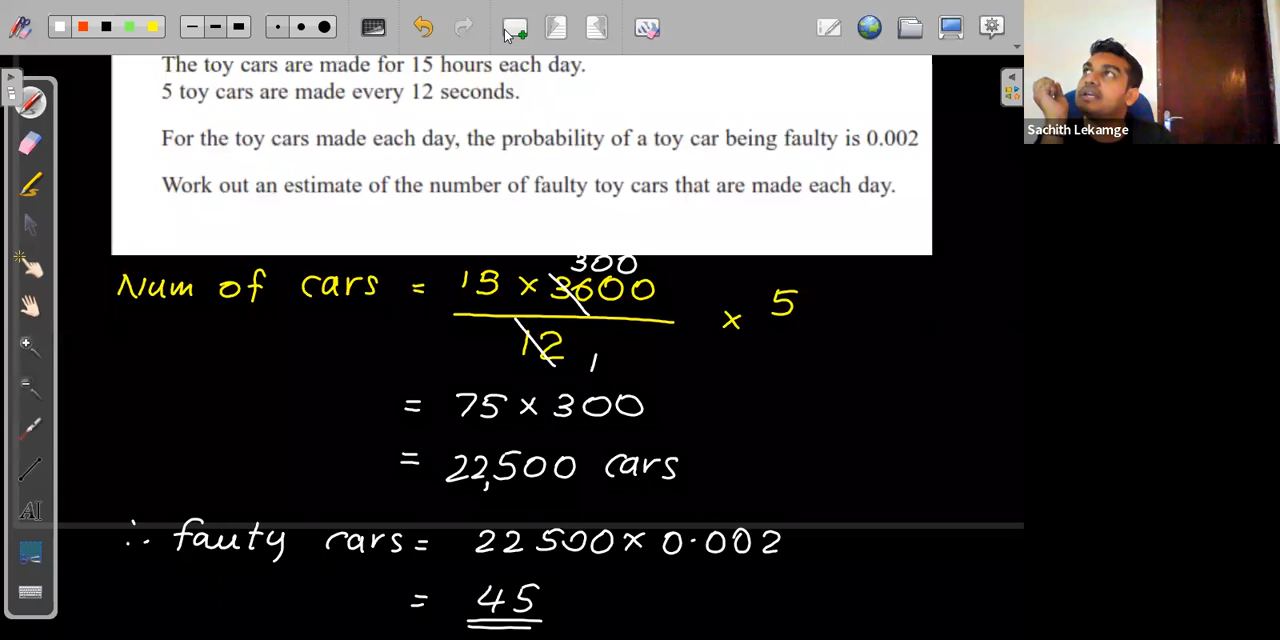 The toy cars are made for 15 hours each day.
5 toy cars are made every 12 seconds.
For the toy cars made each day, the probability of a toy car being faulty is 0.002
Work out an estimate of the number of faulty toy cars that are made each day.
Sachith Lekamge
300
Num of cars = 15 × 3600 × 5
12
1
= 75 × 300
= 22,500 cars
∴ fauty cars = 22500 × 0.002
= 45
AI